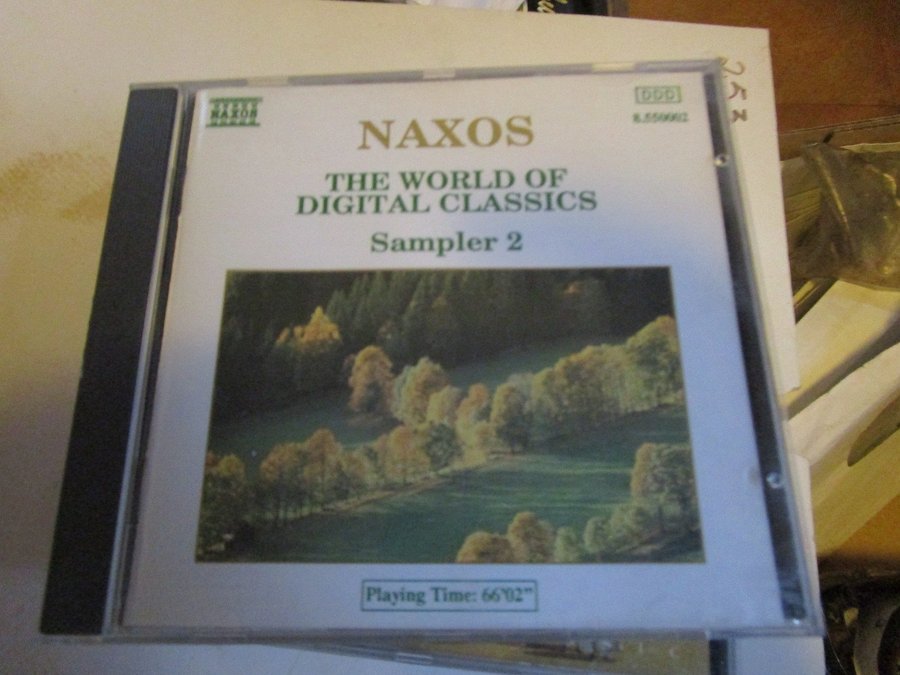 NAXOS
DDD
8.550002
NAXOS
THE WORLD OF
DIGITAL CLASSICS
Sampler 2
Playing Time: 66'02"